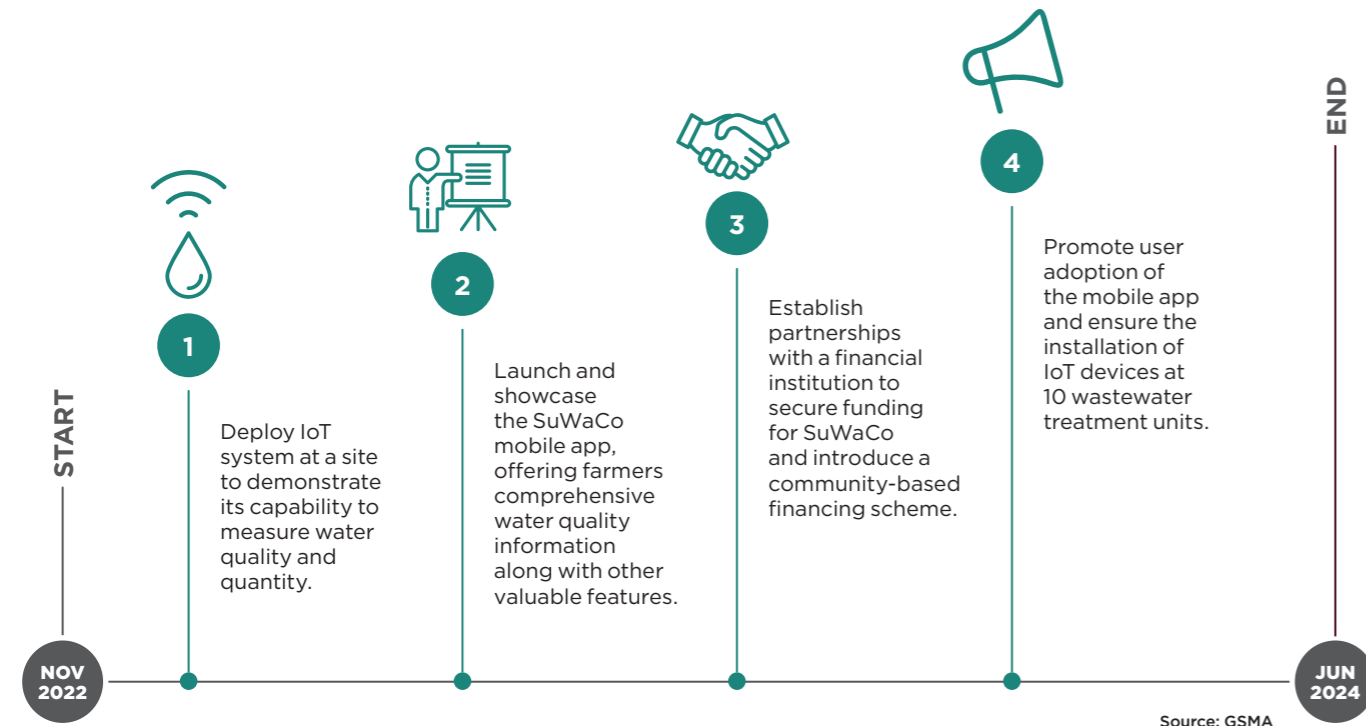 START
NOV
2022
1
Deploy IoT
system at a site
to demonstrate
its capability to
measure water
quality and
quantity.
2
Launch and
showcase
the SuWaCo
mobile app,
offering farmers
comprehensive
water quality
information
along with other
valuable features.
3
Establish
partnerships
with a financial
institution to
secure funding
for SuWaCo
and introduce a
community-based
financing scheme.
4
Promote user
adoption of
the mobile app
and ensure the
installation of
IoT devices at
10 wastewater
treatment units.
END
JUN
2024
Source: GSMA